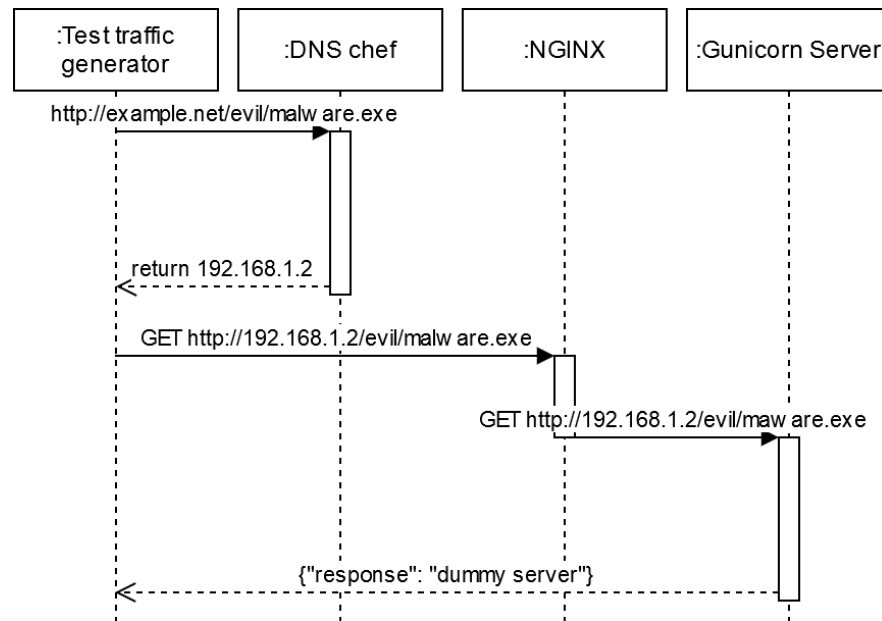 :Test traffic
generator
:DNS chef
:NGINX
:Gunicorn Server
http://example.net/evil/malw are.exe
return 192.168.1.2
GET http://192.168.1.2/evil/malw are.exe
GET http://192.168.1.2/evil/maw are.exe
{"response": "dummy server"}